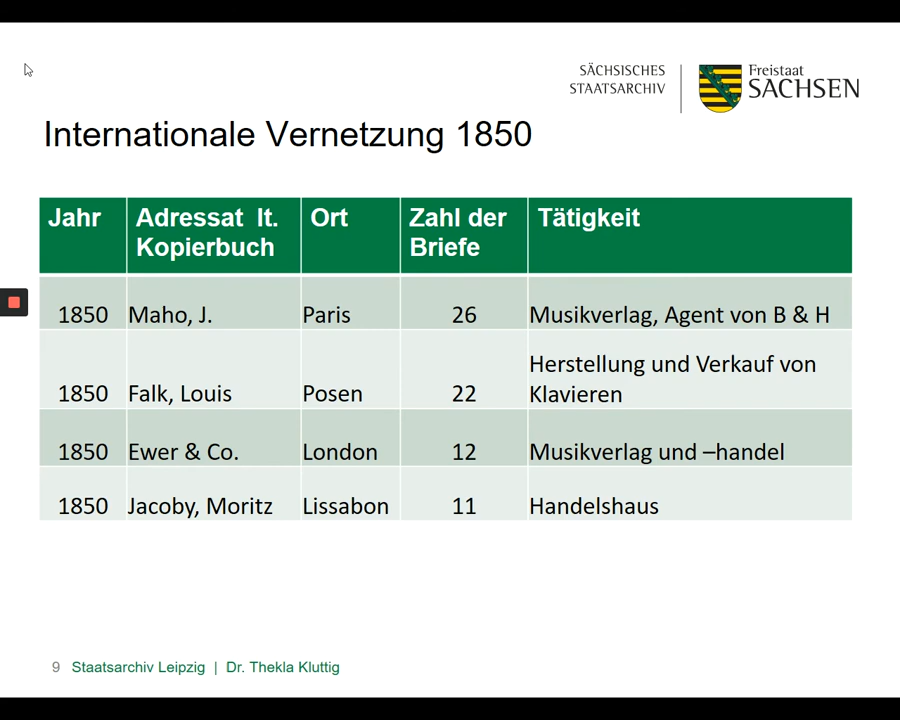 SÄCHSISCHES
STAATSARCHIV
Freistaat
SACHSEN
Internationale Vernetzung 1850
Jahr Adressat lt. Kopierbuch Ort Zahl der Briefe Tätigkeit
1850 Maho, J. Paris 26 Musikverlag, Agent von B & H
1850 Falk, Louis Posen 22 Herstellung und Verkauf von Klavieren
1850 Ewer & Co. London 12 Musikverlag und –handel
1850 Jacoby, Moritz Lissabon 11 Handelshaus
9 Staatsarchiv Leipzig | Dr. Thekla Kluttig